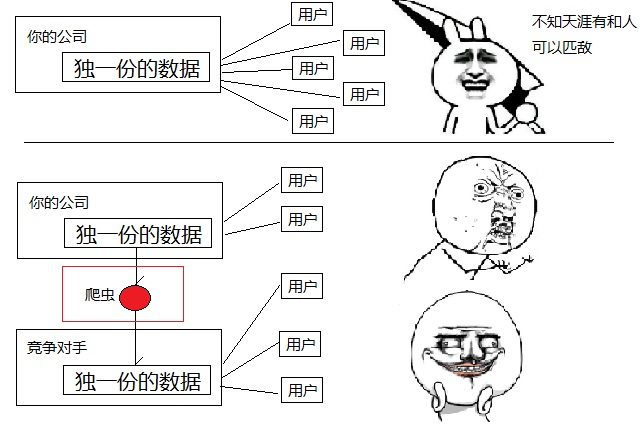 你的公司
独一份的数据
用户
用户
用户
用户
用户
不知天涯有和人
可以匹敌
你的公司
独一份的数据
用户
用户
爬虫
竞争对手
独一份的数据
用户
用户
用户